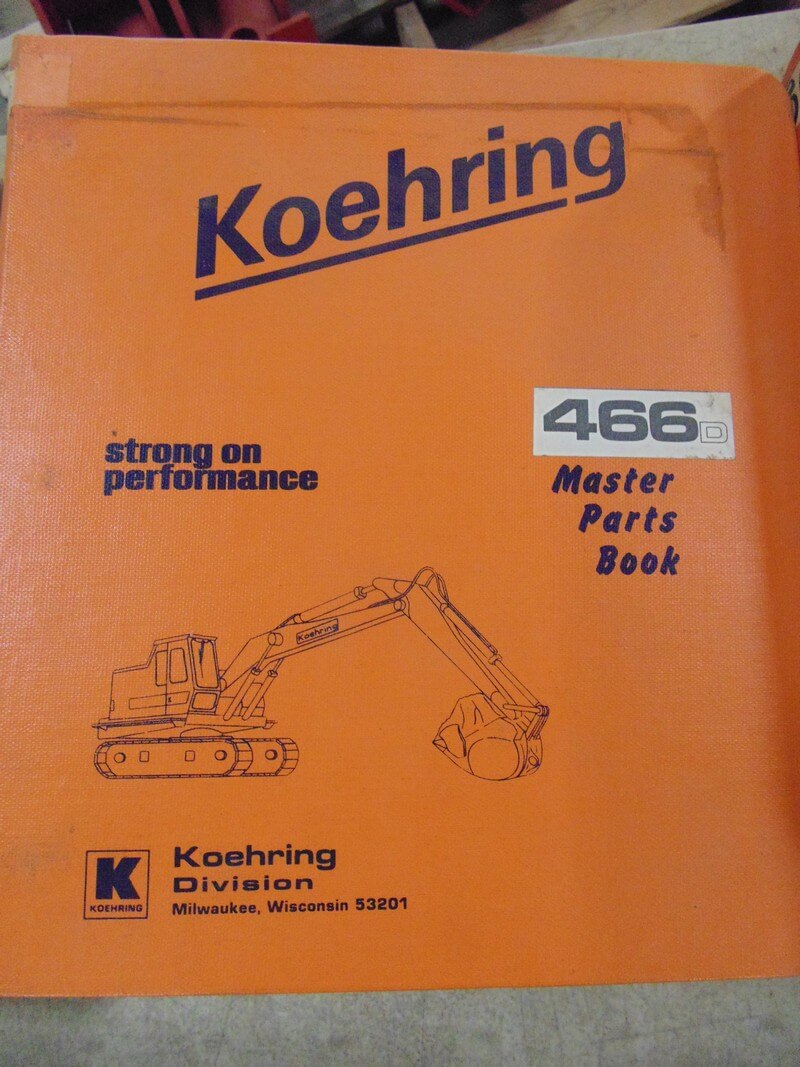 Koehring
466D
strong on
performance
Master
Parts
Book
Koehring
K
KOEHRING
Koehring
Division
Milwaukee, Wisconsin 53201